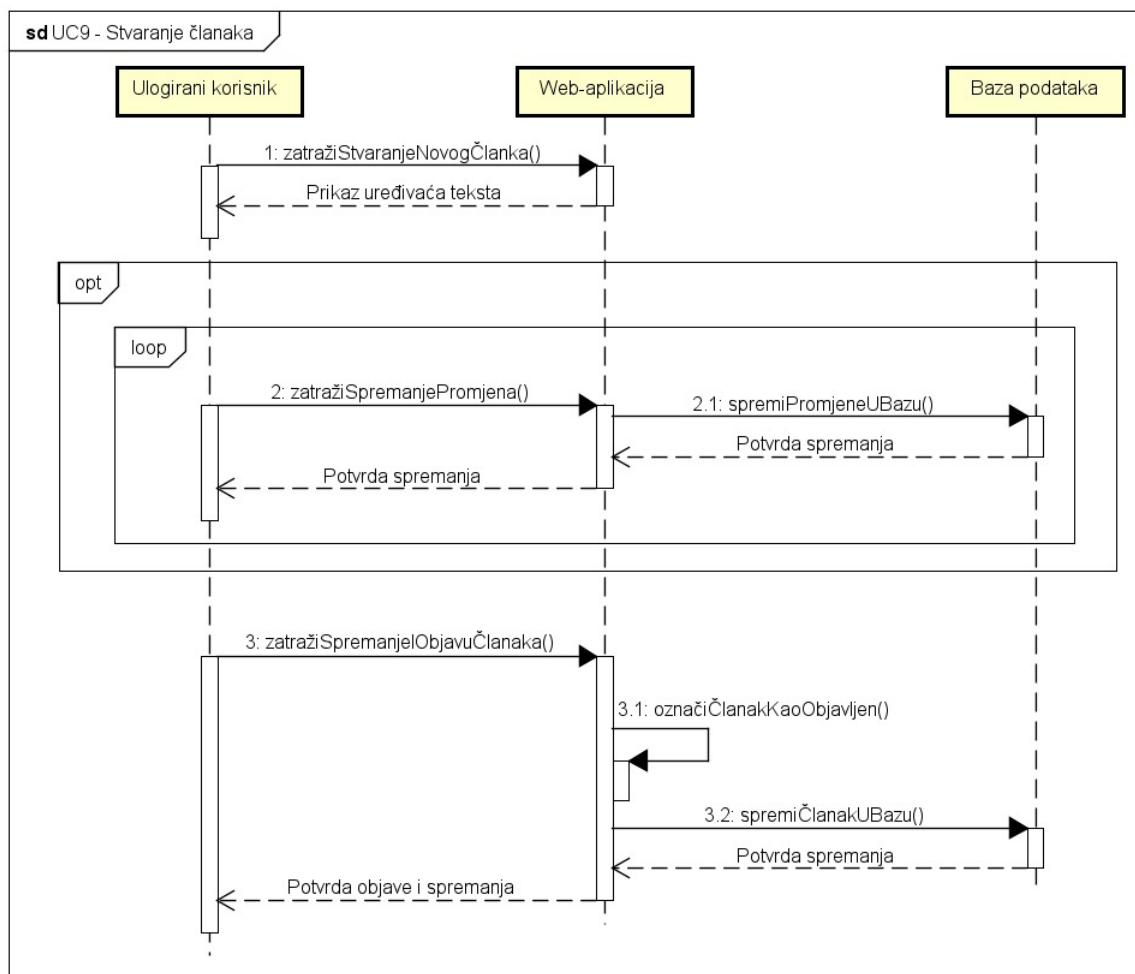 sd UC9 - Stvaranje članaka
Ulogirani korisnik
Web-aplikacija
Baza podataka
1: zatražiStvaranjeNovogČlanka()
Prikaz uređivaća teksta
opt
loop
2: zatražiSpremanjePromjena()
2.1: spremiPromjeneUBazu()
Potvrda spremanja
Potvrda spremanja
3: zatražiSpremanjeIObjavuČlanaka()
3.1: označiČlanakKaoObjavljen()
3.2: spremiČlanakUBazu()
Potvrda spremanja
Potvrda objave i spremanja